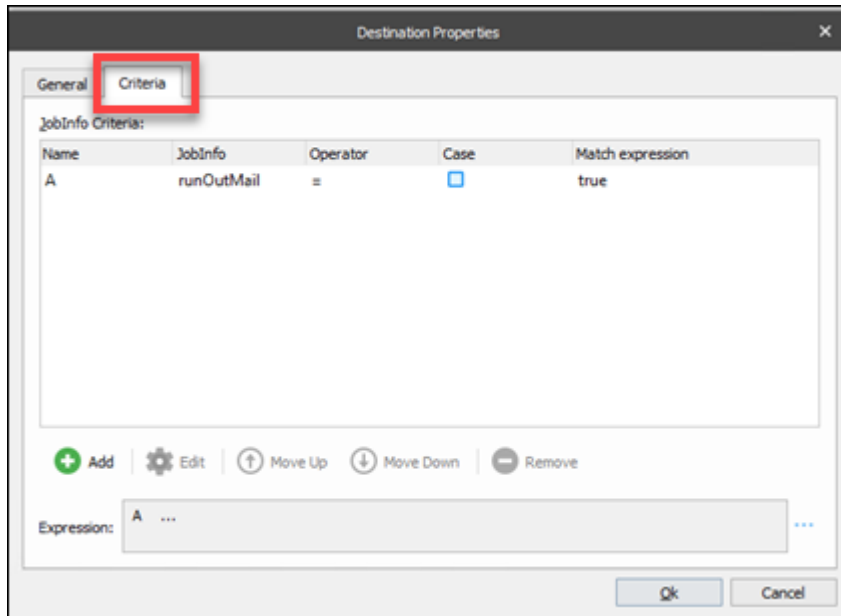 Destination Properties
General Criteria
JobInfo Criteria:
Name JobInfo Operator Case Match expression
A runOutMail = true
Add Edit Move Up Move Down Remove
Expression: A ... ...
Ok Cancel